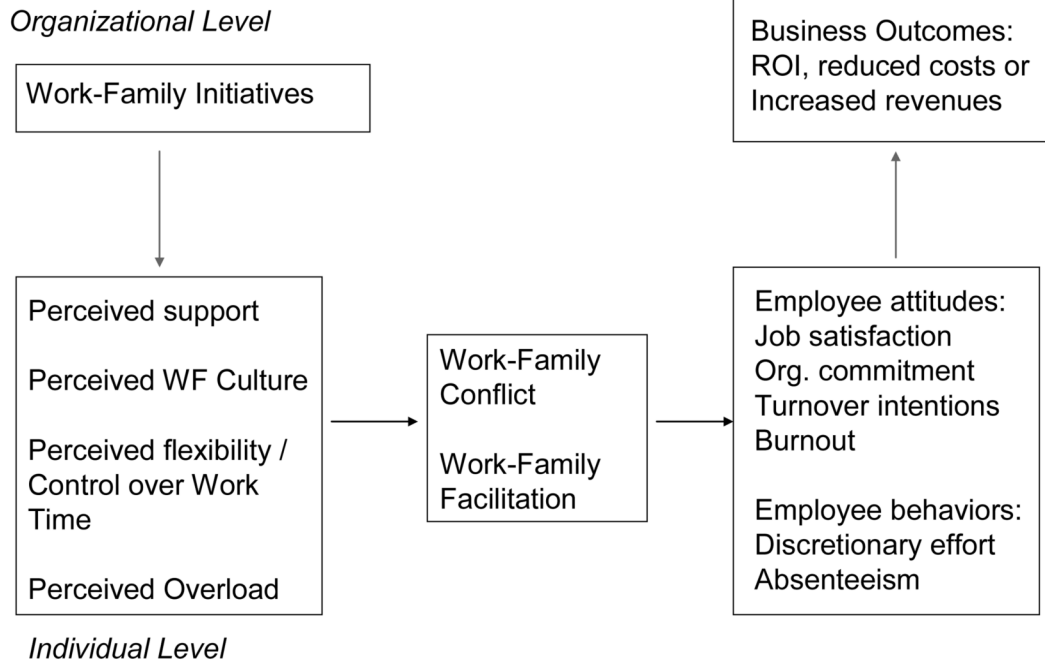 Organizational Level
Work-Family Initiatives
Business Outcomes:
ROI, reduced costs or
Increased revenues
Perceived support
Perceived WF Culture
Perceived flexibility /
Control over Work
Time
Perceived Overload
Work-Family
Conflict
Work-Family
Facilitation
Employee attitudes:
Job satisfaction
Org. commitment
Turnover intentions
Burnout
Employee behaviors:
Discretionary effort
Absenteeism
Individual Level